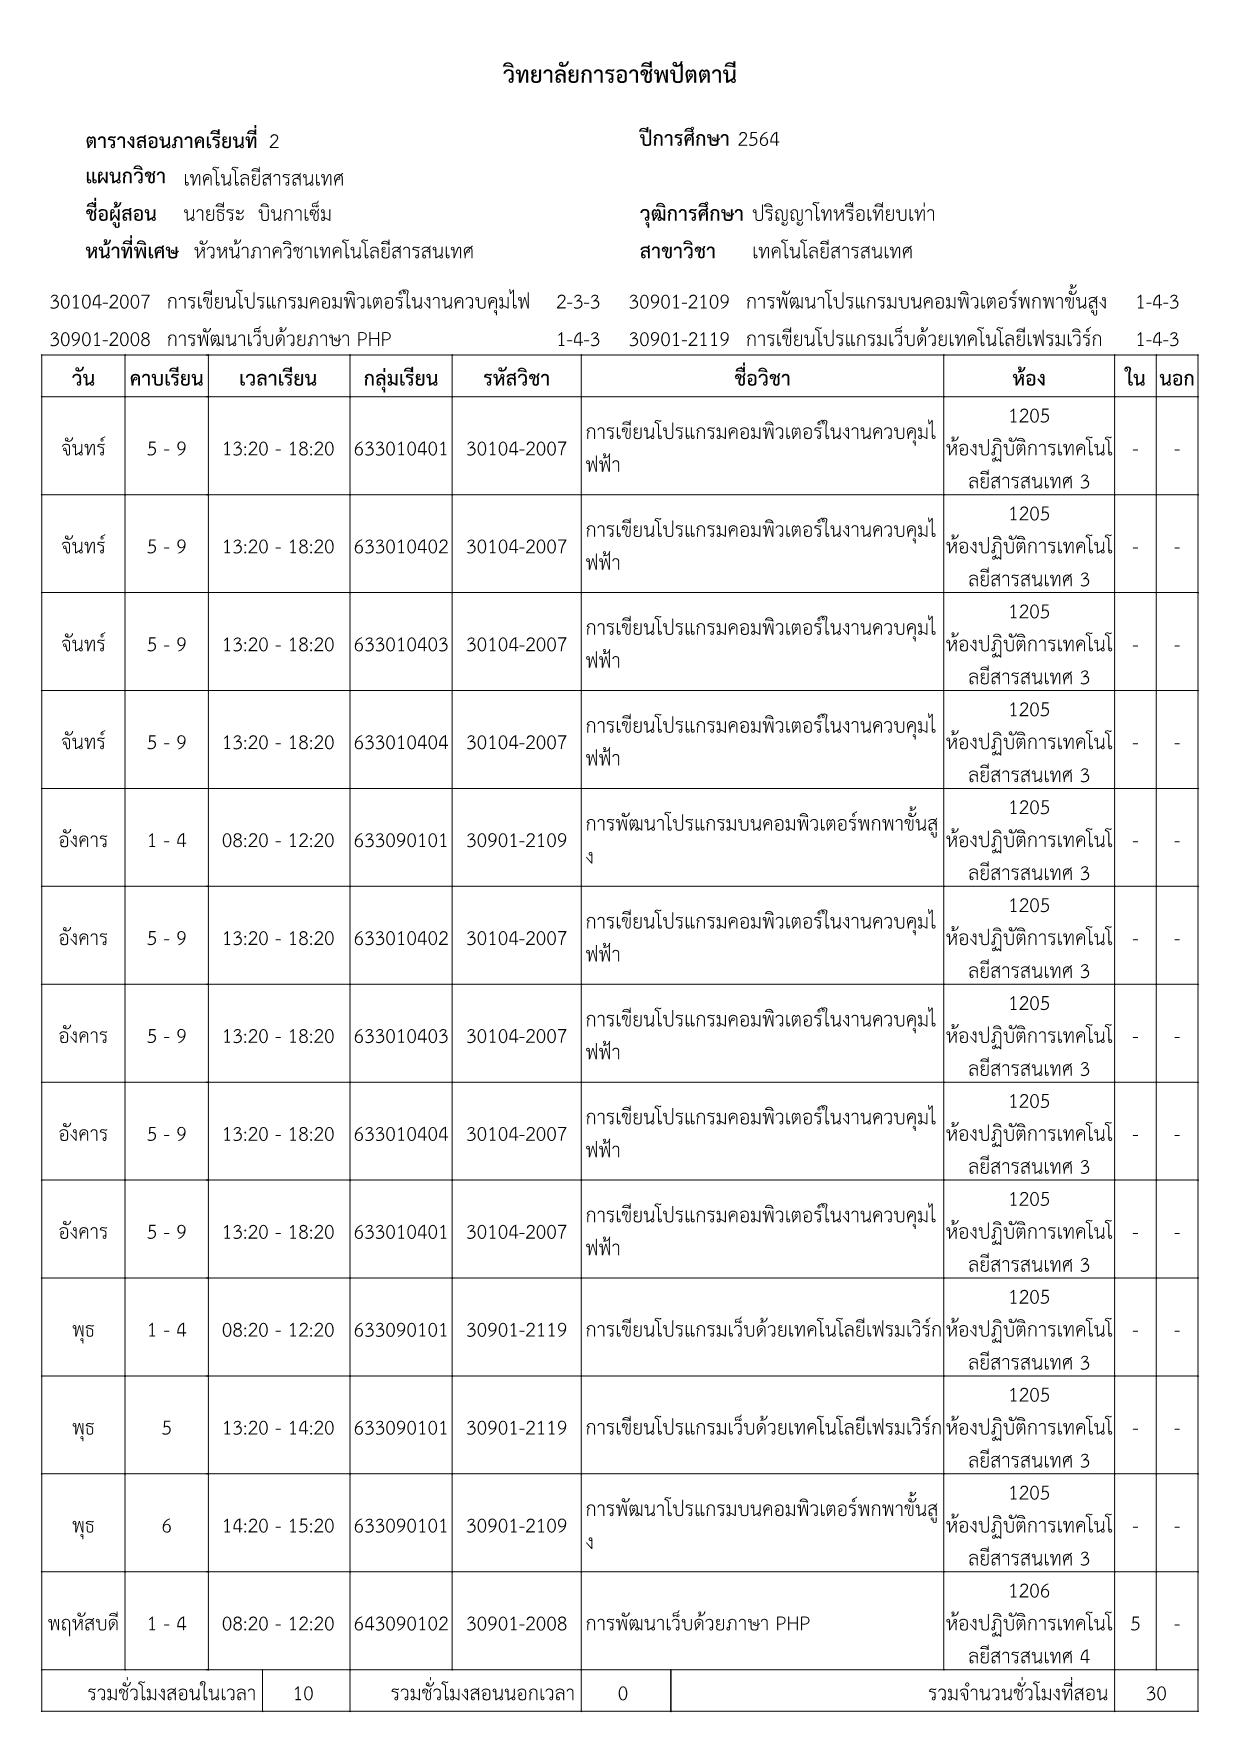 วิทยาลัยการอาชีพปัตตานี
ตารางสอนภาคเรียนที่ 2 ปีการศึกษา 2564
แผนกวิชา เทคโนโลยีสารสนเทศ
ชื่อผู้สอน นายธีระ บินกาเซ็ม วุฒิการศึกษา ปริญญาโทหรือเทียบเท่า
หน้าที่พิเศษ หัวหน้าภาควิชาเทคโนโลยีสารสนเทศ สาขาวิชา เทคโนโลยีสารสนเทศ
30104-2007 การเขียนโปรแกรมคอมพิวเตอร์ในงานควบคุมไฟ 2-3-3 30901-2109 การพัฒนาโปรแกรมบนคอมพิวเตอร์พกพาขั้นสูง 1-4-3
30901-2008 การพัฒนาเว็บด้วยภาษา PHP 1-4-3 30901-2119 การเขียนโปรแกรมเว็บด้วยเทคโนโลยีเฟรมเวิร์ก 1-4-3
วัน คาบเรียน เวลาเรียน กลุ่มเรียน รหัสวิชา ชื่อวิชา ห้อง ใน นอก
1205
จันทร์ 5 - 9 13:20 - 18:20 633010401 30104-2007 การเขียนโปรแกรมคอมพิวเตอร์ในงานควบคุมไ ห้องปฏิบัติการเทคโนโ - -
ฟฟ้า ลยีสารสนเทศ 3
1205
จันทร์ 5 - 9 13:20 - 18:20 633010402 30104-2007 การเขียนโปรแกรมคอมพิวเตอร์ในงานควบคุมไ ห้องปฏิบัติการเทคโนโ - -
ฟฟ้า ลยีสารสนเทศ 3
1205
จันทร์ 5 - 9 13:20 - 18:20 633010403 30104-2007 การเขียนโปรแกรมคอมพิวเตอร์ในงานควบคุมไ ห้องปฏิบัติการเทคโนโ - -
ฟฟ้า ลยีสารสนเทศ 3
1205
จันทร์ 5 - 9 13:20 - 18:20 633010404 30104-2007 การเขียนโปรแกรมคอมพิวเตอร์ในงานควบคุมไ ห้องปฏิบัติการเทคโนโ - -
ฟฟ้า ลยีสารสนเทศ 3
1205
อังคาร 1 - 4 08:20 - 12:20 633090101 30901-2109 การพัฒนาโปรแกรมบนคอมพิวเตอร์พกพาขั้นสู ห้องปฏิบัติการเทคโนโ - -
ง ลยีสารสนเทศ 3
1205
อังคาร 5 - 9 13:20 - 18:20 633010402 30104-2007 การเขียนโปรแกรมคอมพิวเตอร์ในงานควบคุมไ ห้องปฏิบัติการเทคโนโ - -
ฟฟ้า ลยีสารสนเทศ 3
1205
อังคาร 5 - 9 13:20 - 18:20 633010403 30104-2007 การเขียนโปรแกรมคอมพิวเตอร์ในงานควบคุมไ ห้องปฏิบัติการเทคโนโ - -
ฟฟ้า ลยีสารสนเทศ 3
1205
อังคาร 5 - 9 13:20 - 18:20 633010404 30104-2007 การเขียนโปรแกรมคอมพิวเตอร์ในงานควบคุมไ ห้องปฏิบัติการเทคโนโ - -
ฟฟ้า ลยีสารสนเทศ 3
1205
อังคาร 5 - 9 13:20 - 18:20 633010401 30104-2007 การเขียนโปรแกรมคอมพิวเตอร์ในงานควบคุมไ ห้องปฏิบัติการเทคโนโ - -
ฟฟ้า ลยีสารสนเทศ 3
1205
พุธ 1 - 4 08:20 - 12:20 633090101 30901-2119 การเขียนโปรแกรมเว็บด้วยเทคโนโลยีเฟรมเวิร์ก ห้องปฏิบัติการเทคโนโ - -
ลยีสารสนเทศ 3
1205
พุธ 5 13:20 - 14:20 633090101 30901-2119 การเขียนโปรแกรมเว็บด้วยเทคโนโลยีเฟรมเวิร์ก ห้องปฏิบัติการเทคโนโ - -
ลยีสารสนเทศ 3
1205
พุธ 6 14:20 - 15:20 633090101 30901-2109 การพัฒนาโปรแกรมบนคอมพิวเตอร์พกพาขั้นสู ห้องปฏิบัติการเทคโนโ - -
ง ลยีสารสนเทศ 3
1206
พฤหัสบดี 1 - 4 08:20 - 12:20 643090102 30901-2008 การพัฒนาเว็บด้วยภาษา PHP ห้องปฏิบัติการเทคโนโ 5 -
ลยีสารสนเทศ 4
รวมชั่วโมงสอนในเวลา 10 รวมชั่วโมงสอนนอกเวลา 0 รวมจำนวนชั่วโมงที่สอน 30